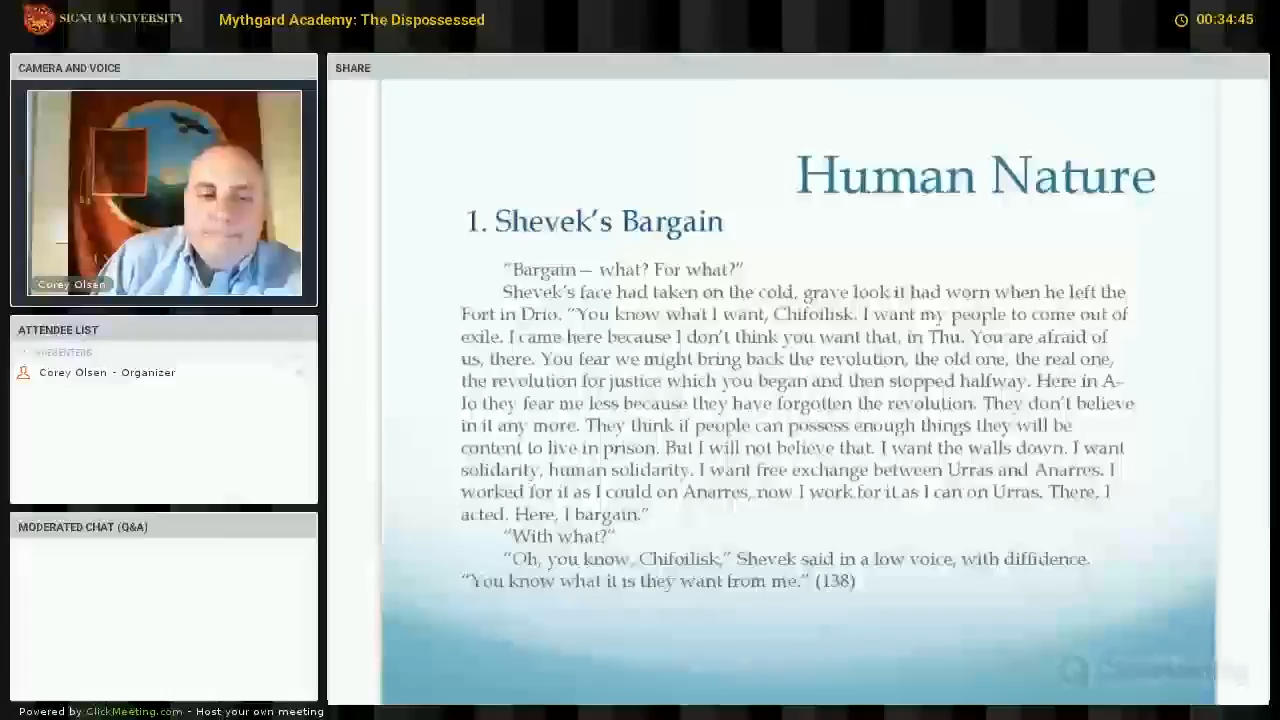 SIGNUM UNIVERSITY
Mythgard Academy: The Dispossessed
00:34:45
CAMERA AND VOICE
Corey Olsen
ATTENDEE LIST
PRESENTERS
Corey Olsen - Organizer
MODERATED CHAT (Q&A)
SHARE
Human Nature
1. Shevek's Bargain
"Bargain — what? For what?"
Shevek's face had taken on the cold, grave look it had worn when he left the
Fort in Drio. "You know what I want, Chifoilisk. I want my people to come out of
exile. I came here because I don't think you want that, in Thu. You are afraid of
us, there. You fear we might bring back the revolution, the old one, the real one,
the revolution for justice which you began and then stopped halfway. Here in A-
Io they fear me less because they have forgotten the revolution. They don't believe
in it any more. They think if people can possess enough things they will be
content to live in prison. But I will not believe that. I want the walls down. I want
solidarity, human solidarity. I want free exchange between Urras and Anarres. I
worked for it as I could on Anarres, now I work for it as I can on Urras. There, I
acted. Here, I bargain."
"With what?"
"Oh, you know, Chifoilisk," Shevek said in a low voice, with diffidence.
"You know what it is they want from me." (138)
Powered by ClickMeeting.com - Host your own meeting